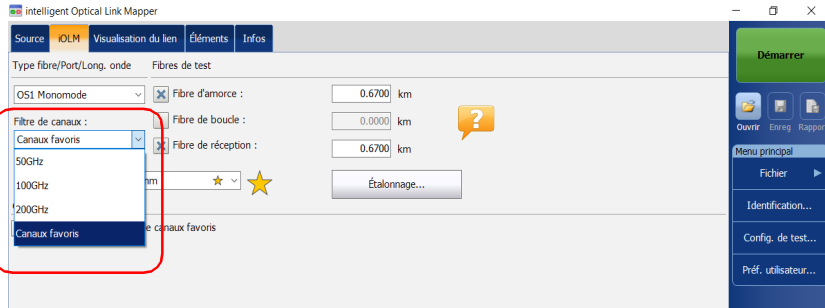 intelligent Optical Link Mapper
Source iOLM Visualisation du lien Éléments Infos
Type fibre/Port/Long. onde Fibres de test
OS1 Monomode Fibre d'amorce : 0.6700 km
Filtre de canaux : Fibre de boucle : 0.0000 km
Canaux favoris Fibre de réception : 0.6700 km
50GHz
100GHz nm Étalonnage...
200GHz
Canaux favoris e canaux favoris
Démarrer
Ouvrir Enreg Rappor
Menu principal
Fichier
Identification...
Config. de test...
Préf. utilisateur...